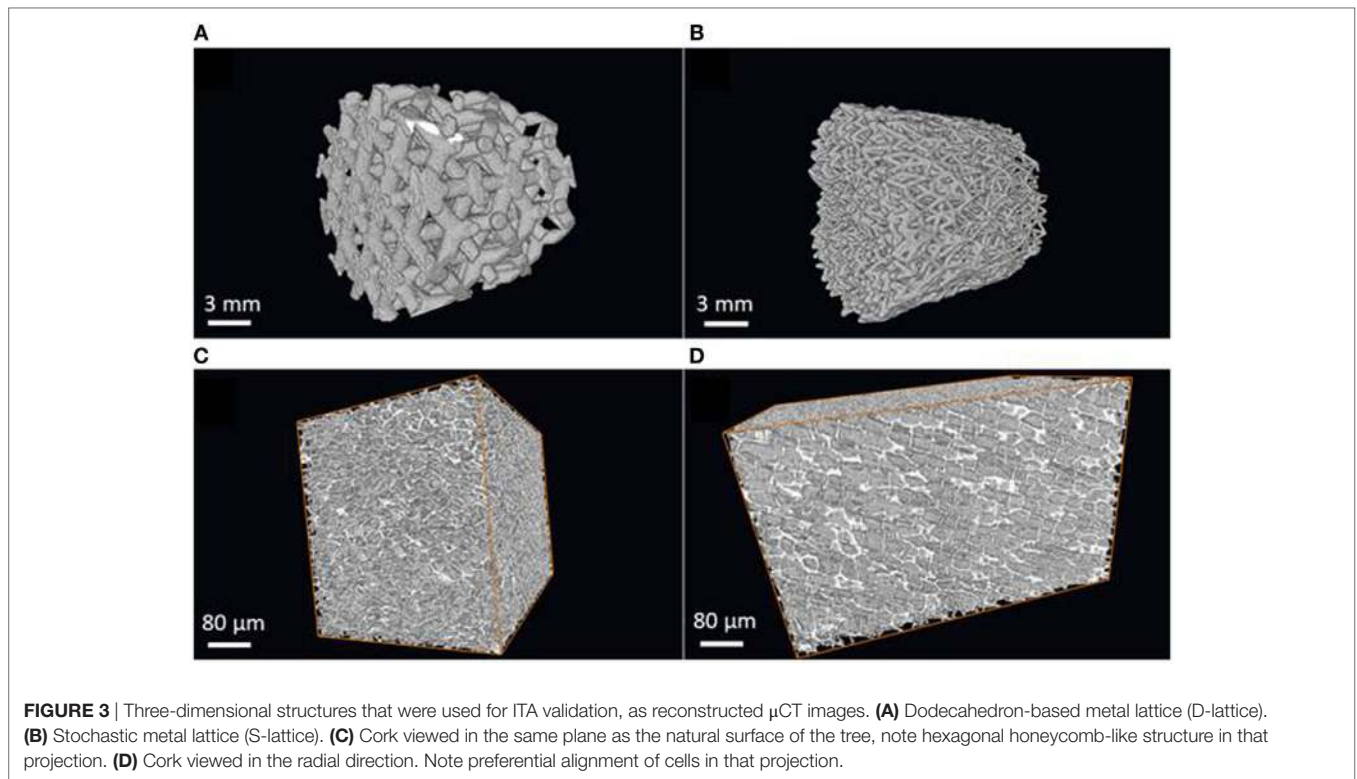 A
B
3 mm
3 mm
C
D
80 µm
80 µm
FIGURE 3 | Three-dimensional structures that were used for ITA validation, as reconstructed μCT images. (A) Dodecahedron-based metal lattice (D-lattice).
(B) Stochastic metal lattice (S-lattice). (C) Cork viewed in the same plane as the natural surface of the tree, note hexagonal honeycomb-like structure in that
projection. (D) Cork viewed in the radial direction. Note preferential alignment of cells in that projection.